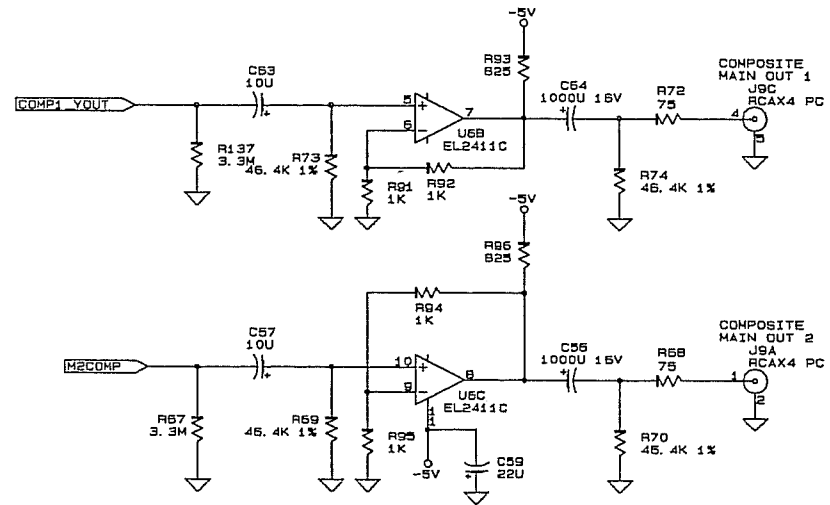 -5V
R93
825
C63
10U
C64
1000U 16V
R72
75
COMPOSITE
MAIN OUT 1
J9C
RCAX4 PC
COMP1_YOUT
5
+
6
-
7
U6B
EL2411C
+
+
4
3
R137
3.3M
R73
46.4K 1%
R91
1K
R92
1K
R74
46.4K 1%
-5V
R96
825
R94
1K
C57
10U
C56
1000U 16V
R68
75
COMPOSITE
MAIN OUT 2
J9A
RCAX4 PC
M2COMP
10
+
9
-
8
U6C
EL2411C
+
+
1
2
R67
3.3M
R69
46.4K 1%
R95
1K
11
-5V
C59
22U
+
R70
46.4K 1%